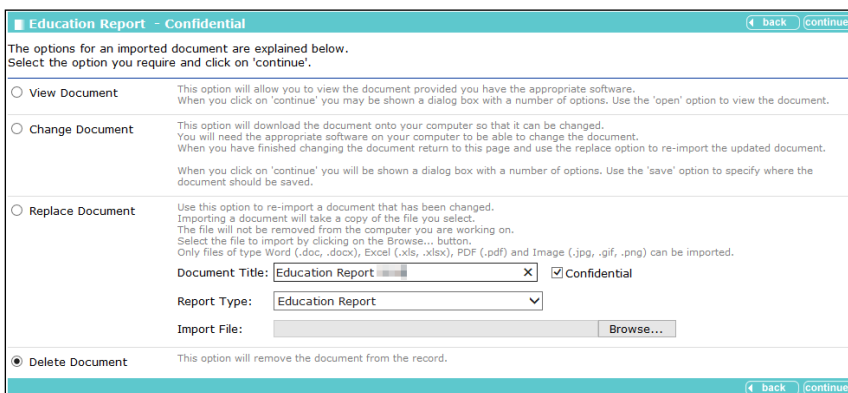 Education Report - Confidential
back continue
The options for an imported document are explained below.
Select the option you require and click on 'continue'.
View Document
This option will allow you to view the document provided you have the appropriate software.
When you click on 'continue' you may be shown a dialog box with a number of options. Use the 'open' option to view the document.
Change Document
This option will download the document onto your computer so that it can be changed.
You will need the appropriate software on your computer to be able to change the document.
When you have finished changing the document return to this page and use the replace option to re-import the updated document.
When you click on 'continue' you will be shown a dialog box with a number of options. Use the 'save' option to specify where the
document should be saved.
Replace Document
Use this option to re-import a document that has been changed.
Importing a document will take a copy of the file you select.
The file will not be removed from the computer you are working on.
Select the file to import by clicking on the Browse... button.
Only files of type Word (.doc, .docx), Excel (.xls, .xlsx), PDF (.pdf) and Image (.jpg, .gif, .png) can be imported.
Document Title: Education Report Confidential
Report Type: Education Report
Import File: Browse...
Delete Document
This option will remove the document from the record.
back continue